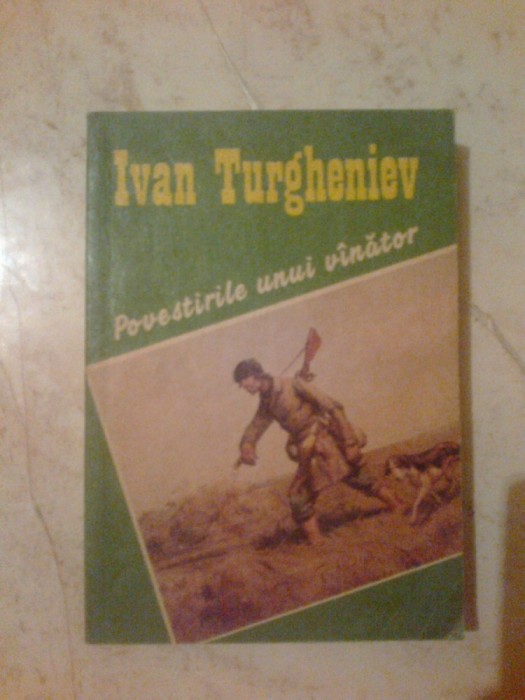 Ivan Turgheniev
Povestirile unui vînător